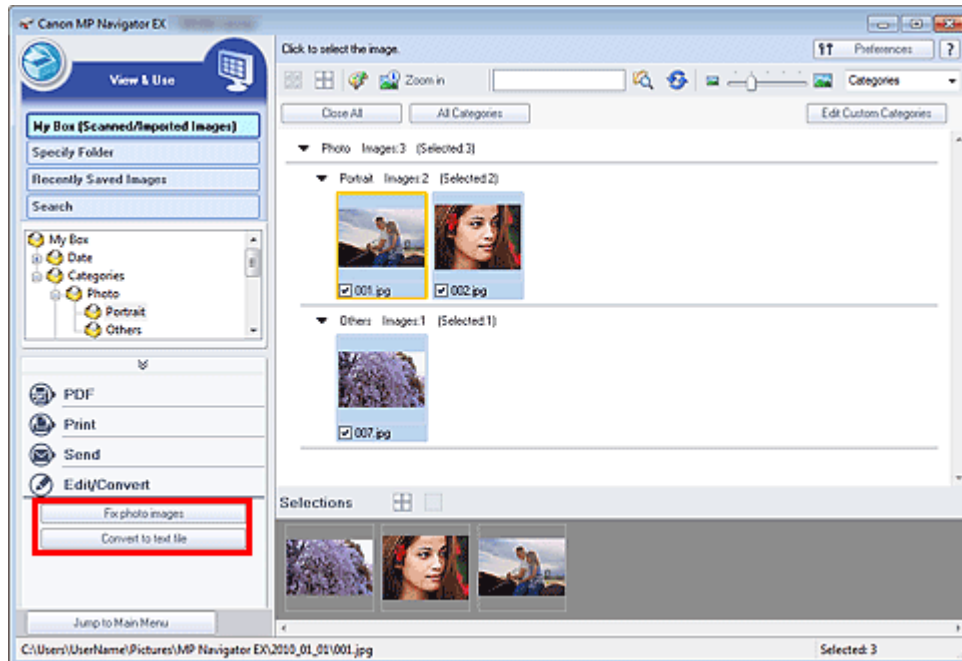 Canon MP Navigator EX
View & Use
My Box (Scanned/Imported Images)
Specify Folder
Recently Saved Images
Search
My Box
Date
Categories
Photo
Portrait
Others
PDF
Print
Send
Edit/Convert
Fix photo images
Convert to text file
Jump to Main Menu
Click to select the image.
Preferences
?
Zoom in
Categories
Close All
All Categories
Edit Custom Categories
Photo Images:3 (Selected:3)
Portrait Images:2 (Selected:2)
001.jpg
002.jpg
Others Images:1 (Selected:1)
007.jpg
Selections
C:\Users\UserName\Pictures\MP Navigator EX\2010_01_01\001.jpg
Selected: 3